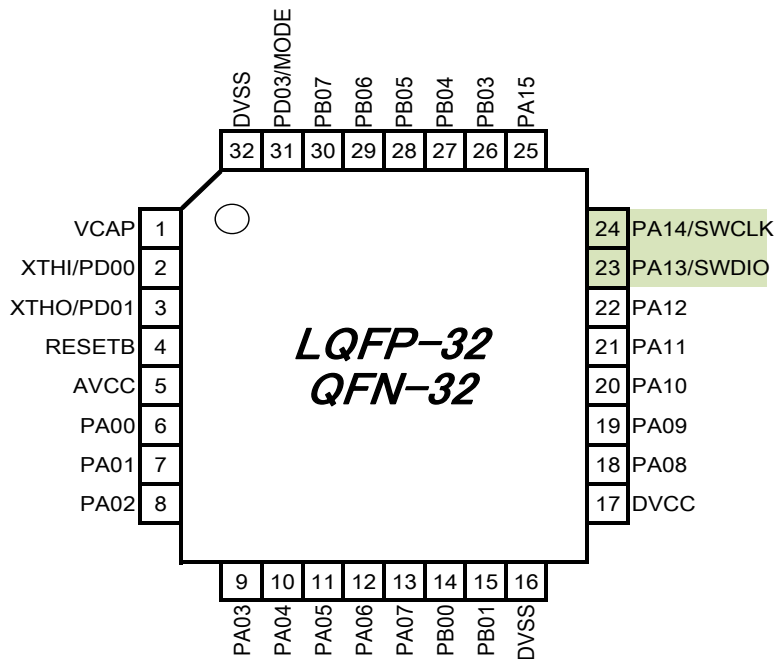 DVSS
PD03/MODE
PB07
PB06
PB05
PB04
PB03
PA15
32 31 30 29 28 27 26 25
VCAP 1
XTHI/PD00 2
XTHO/PD01 3
RESETB 4
AVCC 5
PA00 6
PA01 7
PA02 8
LQFP-32
QFN-32
24 PA14/SWCLK
23 PA13/SWDIO
22 PA12
21 PA11
20 PA10
19 PA09
18 PA08
17 DVCC
9 10 11 12 13 14 15 16
PA03
PA04
PA05
PA06
PA07
PB00
PB01
DVSS